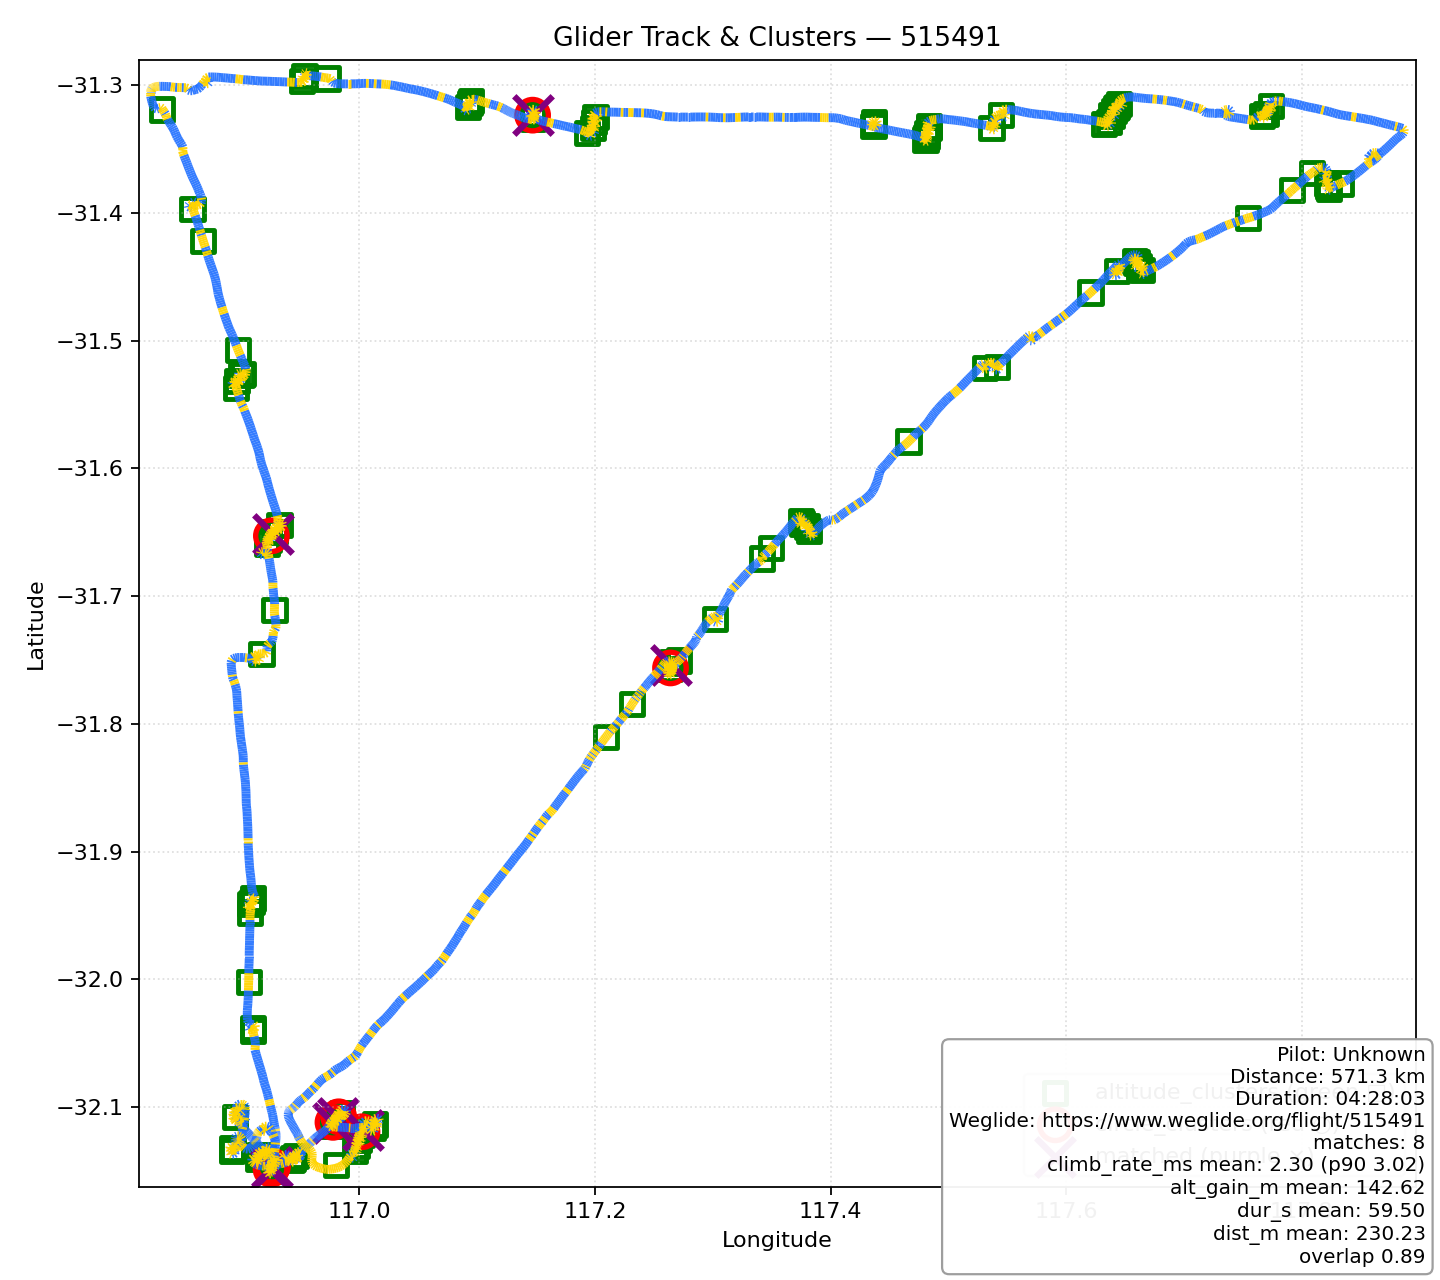 Glider Track & Clusters — 515491
−31.3
−31.4
−31.5
−31.6
−31.7
−31.8
−31.9
−32.0
−32.1
Latitude
117.0
117.2
117.4
117.6
Longitude
Pilot: Unknown
Distance: 571.3 km
Duration: 04:28:03
Weglide: https://www.weglide.org/flight/515491
matches: 8
climb_rate_ms mean: 2.30 (p90 3.02)
alt_gain_m mean: 142.62
dur_s mean: 59.50
dist_m mean: 230.23
overlap 0.89